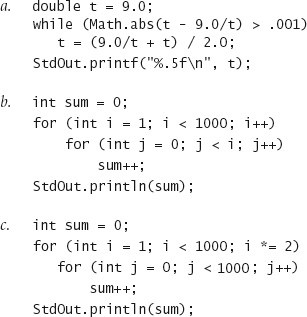 a. double t = 9.0;
while (Math.abs(t - 9.0/t) > .001)
t = (9.0/t + t) / 2.0;
StdOut.printf("%.5f\n", t);
b. int sum = 0;
for (int i = 1; i < 1000; i++)
for (int j = 0; j < i; j++)
sum++;
StdOut.println(sum);
c. int sum = 0;
for (int i = 1; i < 1000; i *= 2)
for (int j = 0; j < 1000; j++)
sum++;
StdOut.println(sum);